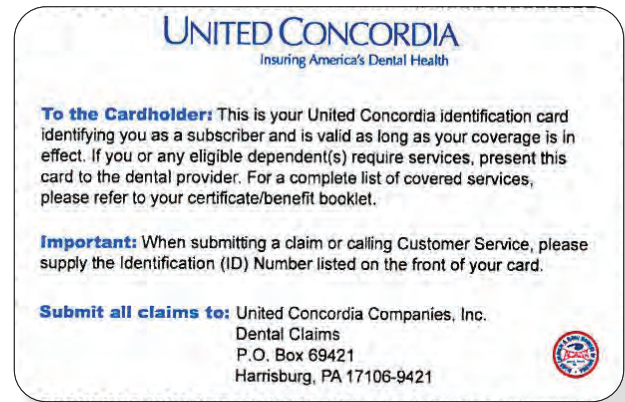 UNITED CONCORDIA
Insuring America's Dental Health
To the Cardholder: This is your United Concordia identification card
identifying you as a subscriber and is valid as long as your coverage is in
effect. If you or any eligible dependent(s) require services, present this
card to the dental provider. For a complete list of covered services,
please refer to your certificate/benefit booklet.
Important: When submitting a claim or calling Customer Service, please
supply the Identification (ID) Number listed on the front of your card.
Submit all claims to: United Concordia Companies, Inc.
Dental Claims
P.O. Box 69421
Harrisburg, PA 17106-9421